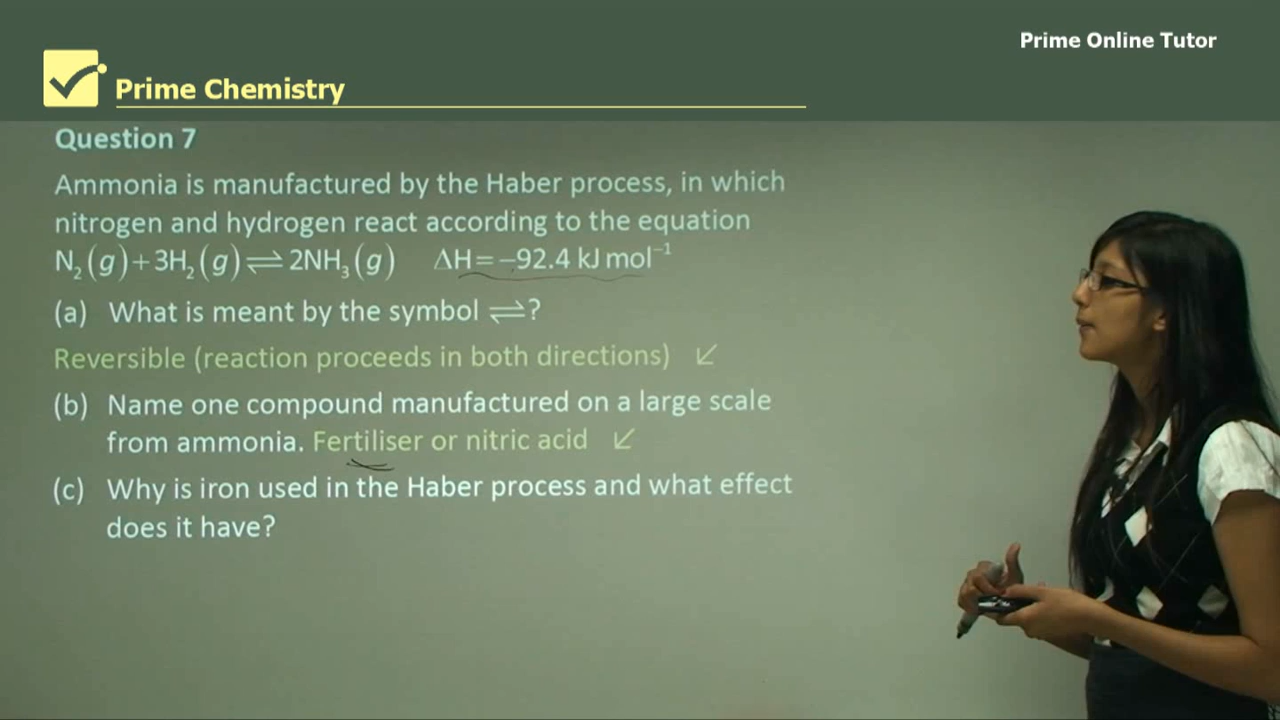 Prime Online Tutor
Prime Chemistry
Question 7
Ammonia is manufactured by the Haber process, in which
nitrogen and hydrogen react according to the equation
N₂(g)+3H₂(g)⇌2NH₃(g) ΔH=−92.4 kJ mol⁻¹
(a) What is meant by the symbol ⇌?
Reversible (reaction proceeds in both directions) ↙
(b) Name one compound manufactured on a large scale
from ammonia. Fertiliser or nitric acid ↙
(c) Why is iron used in the Haber process and what effect
does it have?